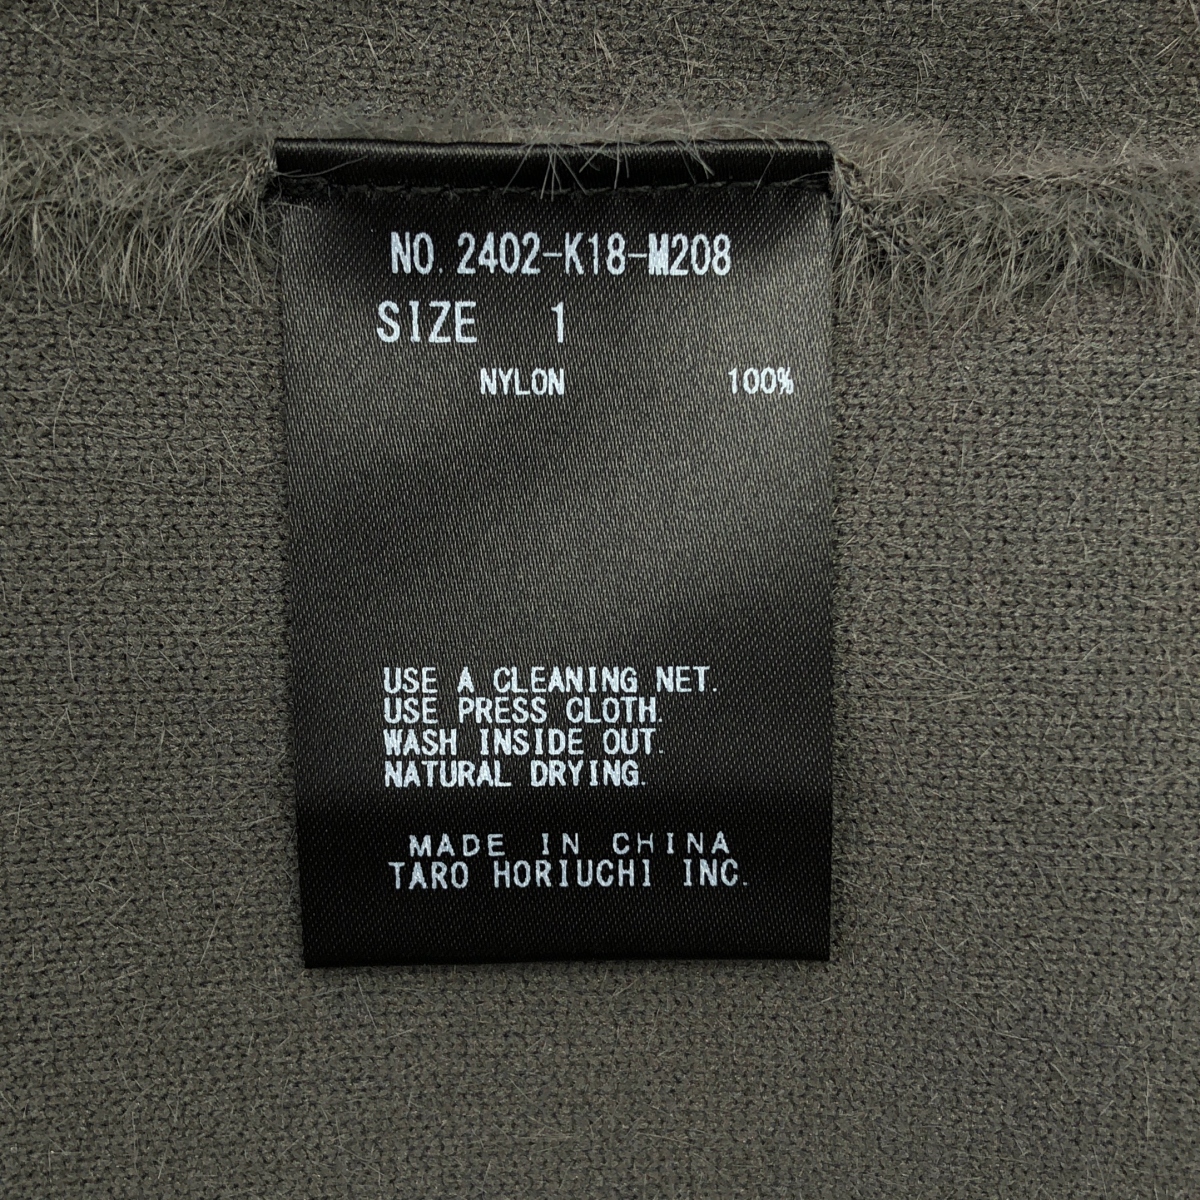 NO. 2402-K18-M208
SIZE 1
NYLON 100%
USE A CLEANING NET.
USE PRESS CLOTH.
WASH INSIDE OUT.
NATURAL DRYING.
MADE IN CHINA
TARO HORIUCHI INC.